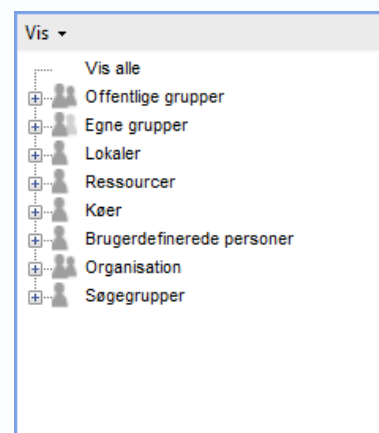 Vis
Vis alle
Offentlige grupper
Egne grupper
Lokaler
Ressourcer
Køer
Brugerdefinerede personer
Organisation
Søgegrupper